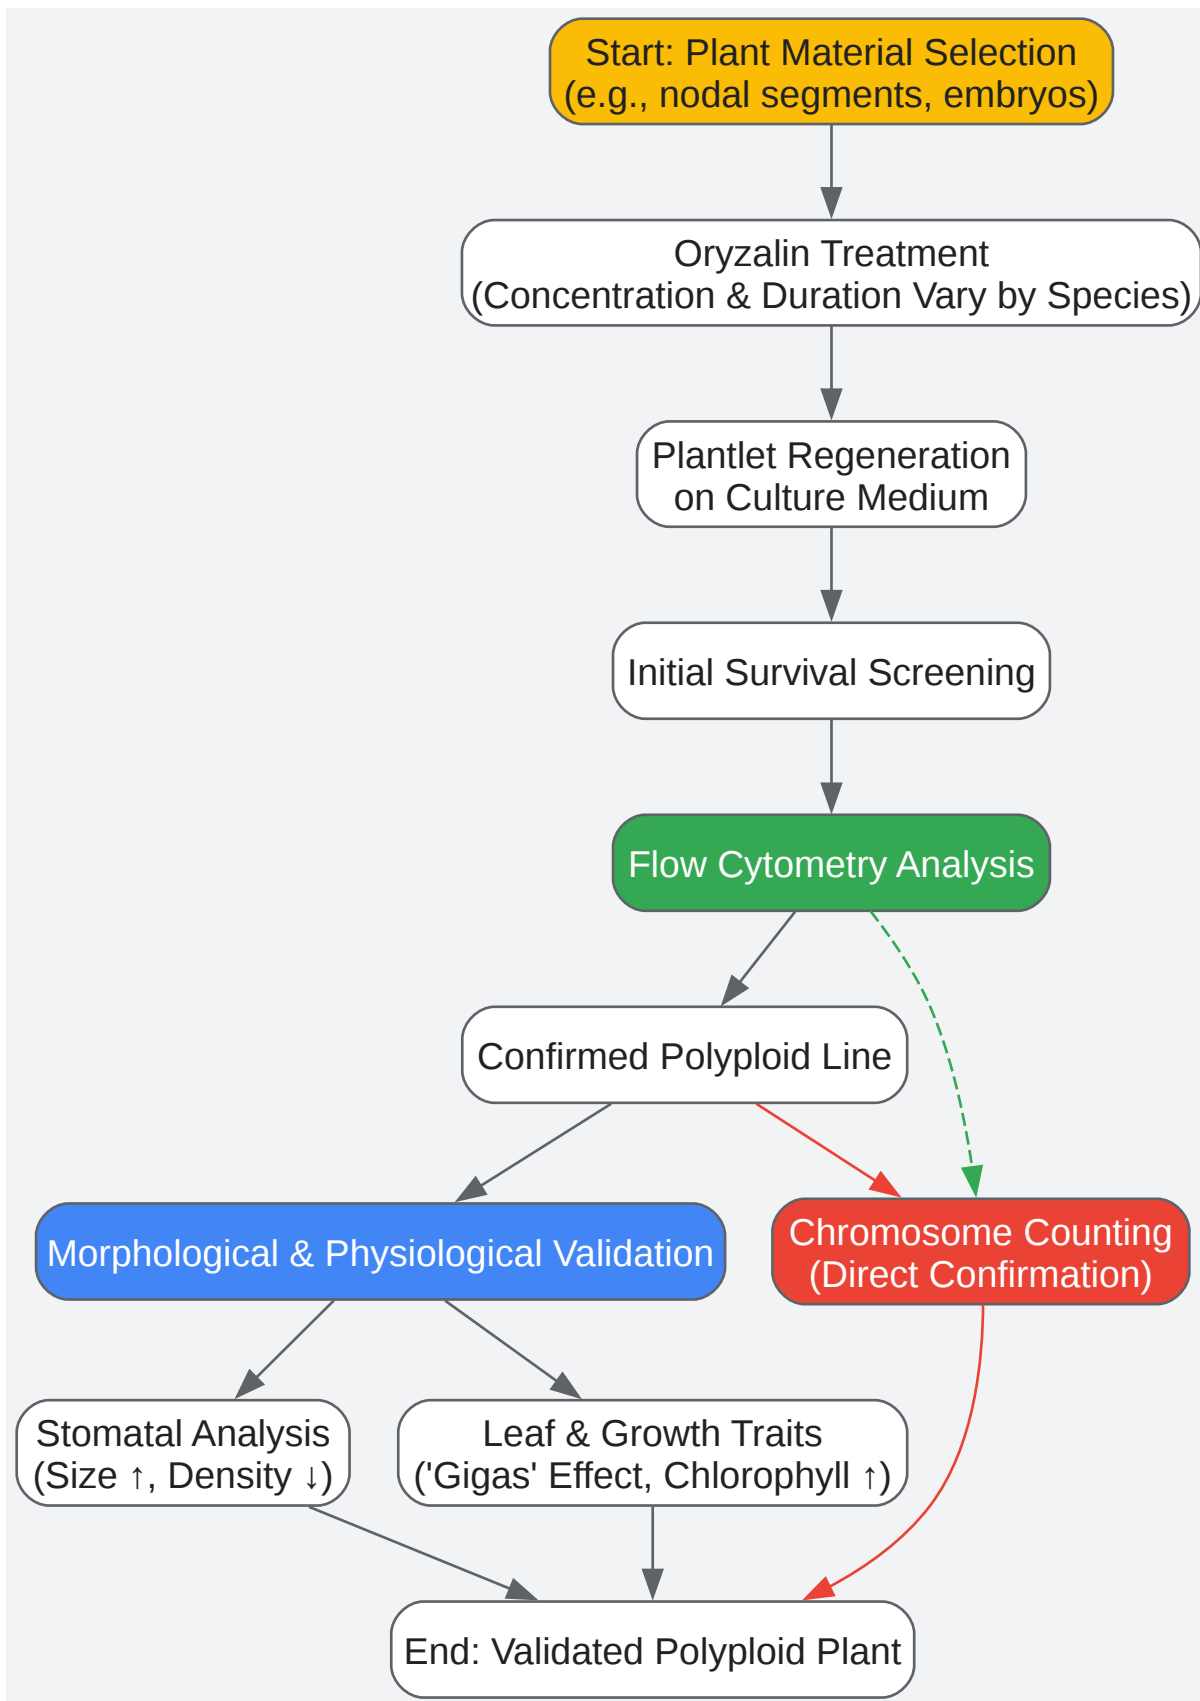 Start: Plant Material Selection
(e.g., nodal segments, embryos)
Oryzalin Treatment
(Concentration & Duration Vary by Species)
Plantlet Regeneration
on Culture Medium
Initial Survival Screening
Flow Cytometry Analysis
Confirmed Polyploid Line
Morphological & Physiological Validation
Chromosome Counting
(Direct Confirmation)
Stomatal Analysis
(Size ↑, Density ↓)
Leaf & Growth Traits
('Gigas' Effect, Chlorophyll ↑)
End: Validated Polyploid Plant